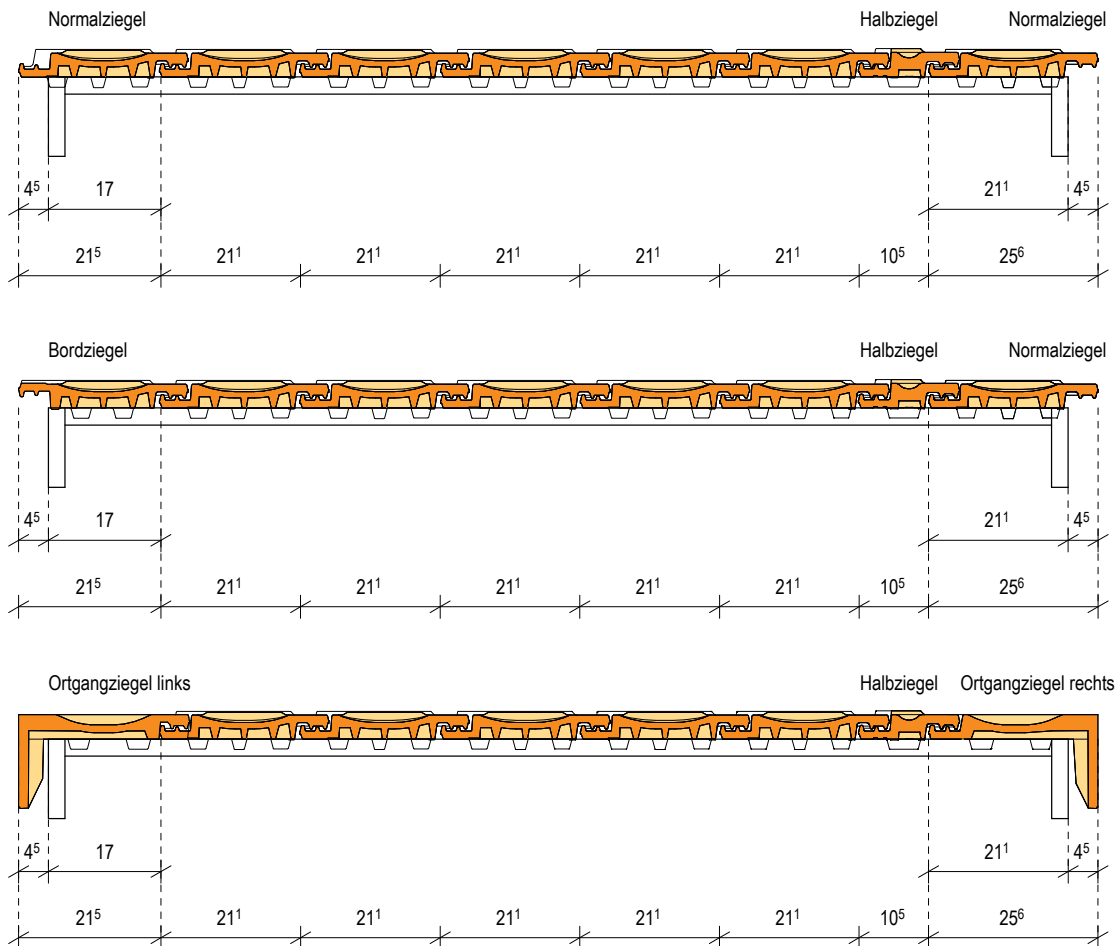 Normalziegel Halbziegel Normalziegel
4⁵ 17 21¹ 4⁵
21⁵ 21¹ 21¹ 21¹ 21¹ 21¹ 10⁵ 25⁶
Bordziegel Halbziegel Normalziegel
4⁵ 17 21¹ 4⁵
21⁵ 21¹ 21¹ 21¹ 21¹ 21¹ 10⁵ 25⁶
Ortgangziegel links Halbziegel Ortgangziegel rechts
4⁵ 17 21¹ 4⁵
21⁵ 21¹ 21¹ 21¹ 21¹ 21¹ 10⁵ 25⁶